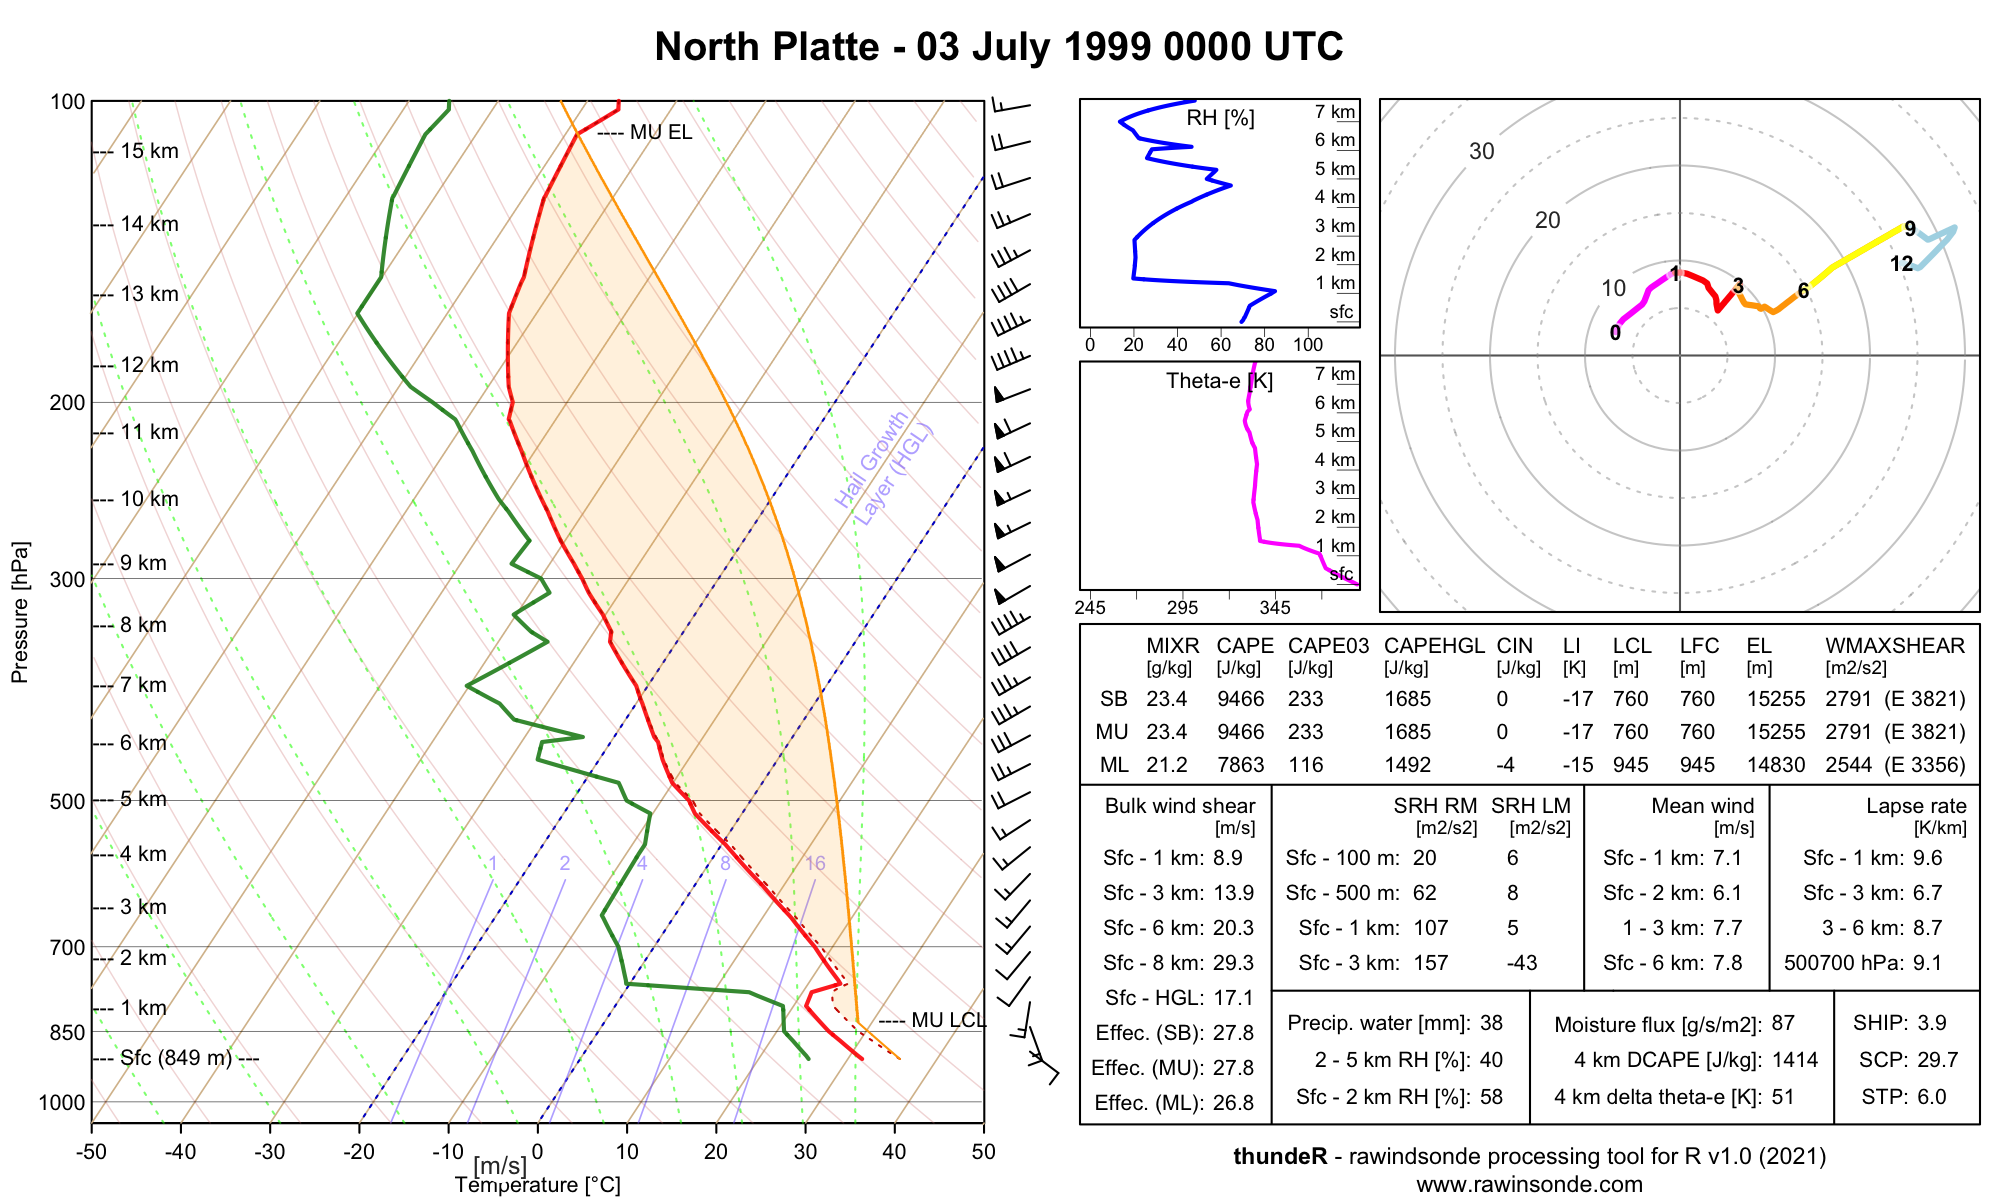 North Platte - 03 July 1999 0000 UTC
Pressure [hPa]
100
200
300
500
700
850
1000
--- 15 km
--- 14 km
--- 13 km
--- 12 km
--- 11 km
--- 10 km
--- 9 km
--- 8 km
--- 7 km
--- 6 km
--- 5 km
--- 4 km
--- 3 km
--- 2 km
--- 1 km
--- Sfc (849 m) ---
---- MU EL
---- MU LCL
Hail Growth
Layer (HGL)
1 2 4 8 16
-50 -40 -30 -20 -10 0 10 20 30 40 50
[m/s]
Temperature [°C]
RH [%]
7 km
6 km
5 km
4 km
3 km
2 km
1 km
sfc
0 20 40 60 80 100
Theta-e [K]
7 km
6 km
5 km
4 km
3 km
2 km
1 km
sfc
245 295 345
30
20
10
0 1 3 6 9 12
MIXR CAPE CAPE03 CAPEHGL CIN LI LCL LFC EL WMAXSHEAR
[g/kg] [J/kg] [J/kg] [J/kg] [J/kg] [K] [m] [m] [m] [m2/s2]
SB 23.4 9466 233 1685 0 -17 760 760 15255 2791 (E 3821)
MU 23.4 9466 233 1685 0 -17 760 760 15255 2791 (E 3821)
ML 21.2 7863 116 1492 -4 -15 945 945 14830 2544 (E 3356)
Bulk wind shear
[m/s]
Sfc - 1 km: 8.9
Sfc - 3 km: 13.9
Sfc - 6 km: 20.3
Sfc - 8 km: 29.3
Sfc - HGL: 17.1
Effec. (SB): 27.8
Effec. (MU): 27.8
Effec. (ML): 26.8
SRH RM SRH LM
[m2/s2] [m2/s2]
Sfc - 100 m: 20 6
Sfc - 500 m: 62 8
Sfc - 1 km: 107 5
Sfc - 3 km: 157 -43
Mean wind
[m/s]
Sfc - 1 km: 7.1
Sfc - 2 km: 6.1
1 - 3 km: 7.7
Sfc - 6 km: 7.8
Lapse rate
[K/km]
Sfc - 1 km: 9.6
Sfc - 3 km: 6.7
3 - 6 km: 8.7
500700 hPa: 9.1
Precip. water [mm]: 38
2 - 5 km RH [%]: 40
Sfc - 2 km RH [%]: 58
Moisture flux [g/s/m2]: 87
4 km DCAPE [J/kg]: 1414
4 km delta theta-e [K]: 51
SHIP: 3.9
SCP: 29.7
STP: 6.0
thundeR - rawindsonde processing tool for R v1.0 (2021)
www.rawinsonde.com